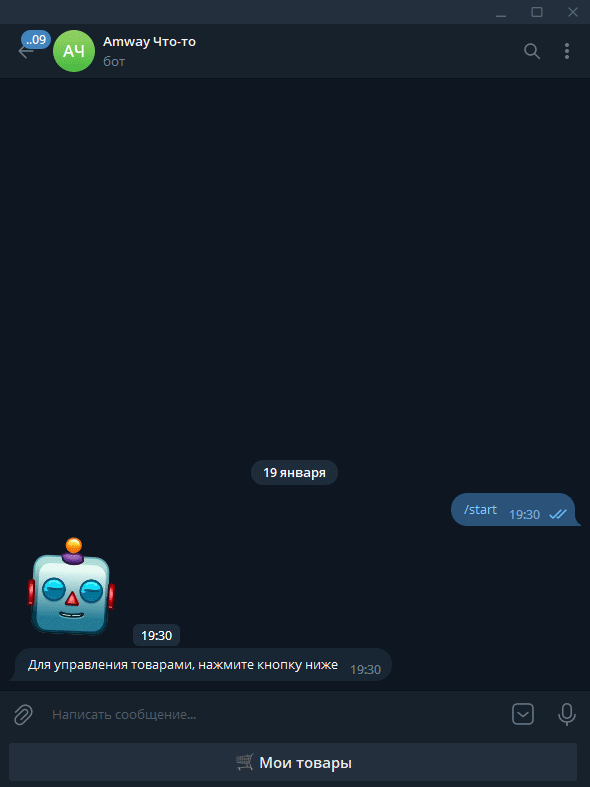 ..09
АЧ
Amway Что-то
бот
19 января
/start 19:30
19:30
Для управления товарами, нажмите кнопку ниже 19:30
Написать сообщение...
Мои товары